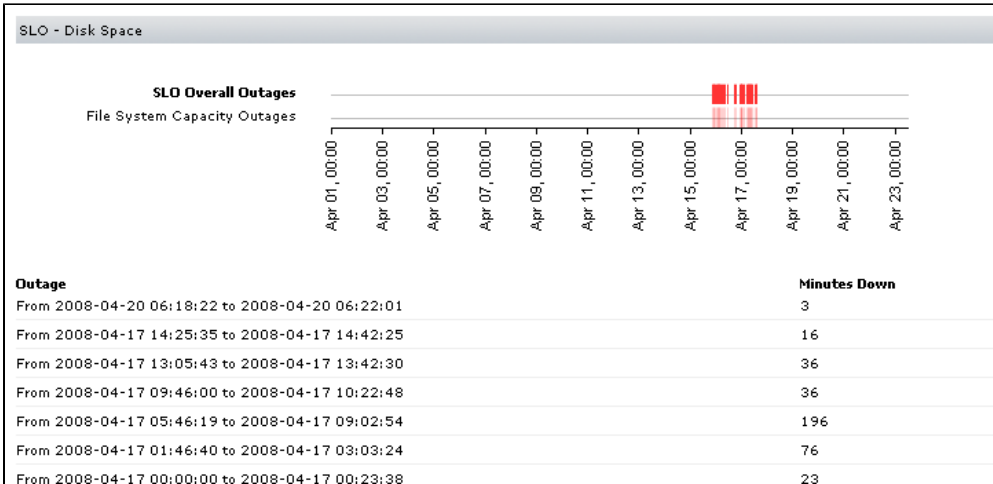 SLO - Disk Space
SLO Overall Outages
File System Capacity Outages
Apr 01, 00:00
Apr 03, 00:00
Apr 05, 00:00
Apr 07, 00:00
Apr 09, 00:00
Apr 11, 00:00
Apr 13, 00:00
Apr 15, 00:00
Apr 17, 00:00
Apr 19, 00:00
Apr 21, 00:00
Apr 23, 00:00
Outage Minutes Down
From 2008-04-20 06:18:22 to 2008-04-20 06:22:01 3
From 2008-04-17 14:25:35 to 2008-04-17 14:42:25 16
From 2008-04-17 13:05:43 to 2008-04-17 13:42:30 36
From 2008-04-17 09:46:00 to 2008-04-17 10:22:48 36
From 2008-04-17 05:46:19 to 2008-04-17 09:02:54 196
From 2008-04-17 01:46:40 to 2008-04-17 03:03:24 76
From 2008-04-17 00:00:00 to 2008-04-17 00:23:38 23